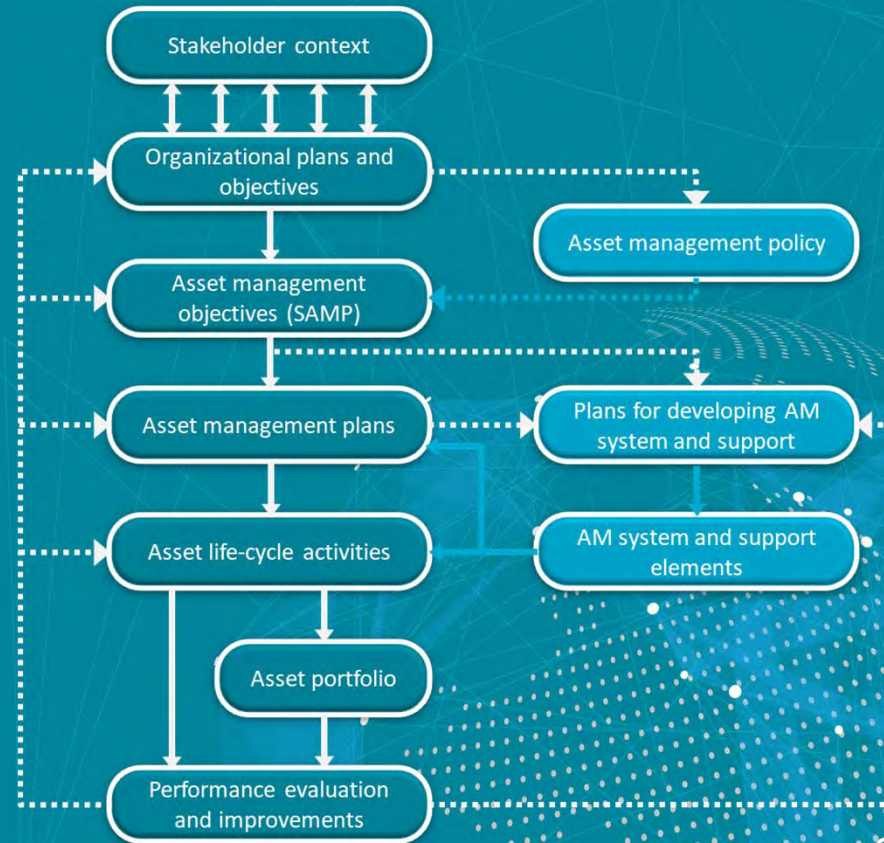 Stakeholder context
Organizational plans and
objectives
Asset management policy
Asset management
objectives (SAMP)
Asset management plans
Plans for developing AM
system and support
Asset life-cycle activities
AM system and support
elements
Asset portfolio
Performance evaluation
and improvements